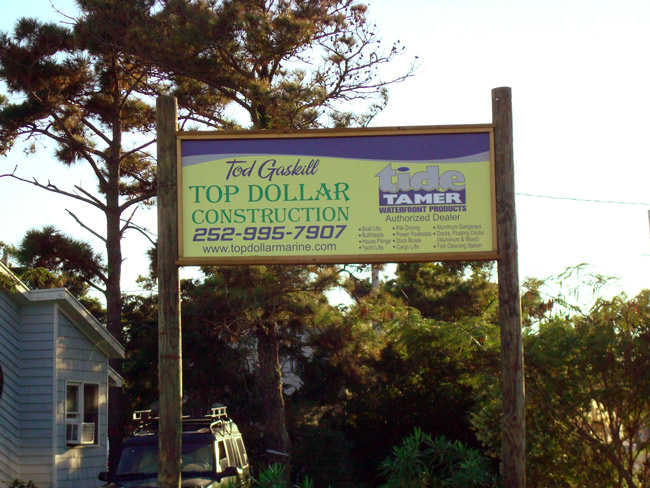 Tod Gaskill
TOP DOLLAR
CONSTRUCTION
252-995-7907
www.topdollarmarine.com
tide
TAMER
WATERFRONT PRODUCTS
Authorized Dealer
• Boat Lifts
• Bulkheads
• House Pilings
• Yacht Lifts
• Pile Driving
• Power Pedestals
• Dock Boxes
• Cargo Lifts
• Aluminum Gangways
• Docks, Floating Docks
(Aluminum & Wood)
• Fish Cleaning Station